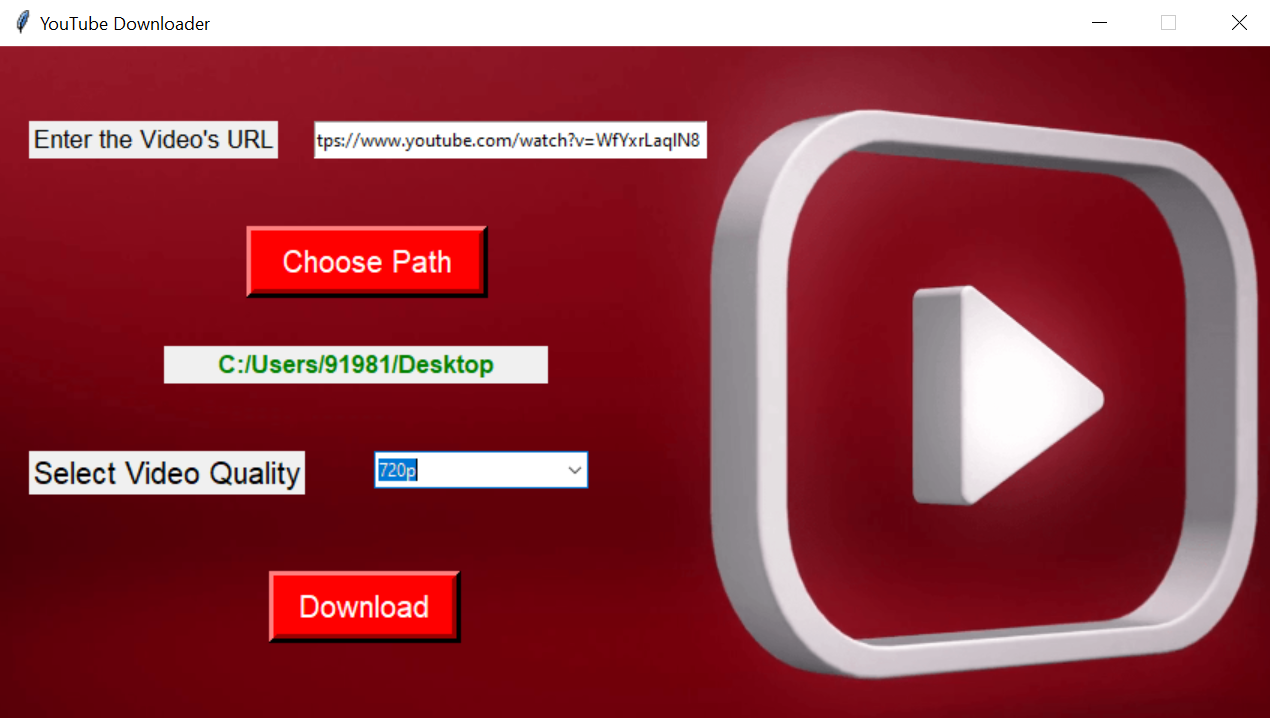 YouTube Downloader
Enter the Video's URL
tps://www.youtube.com/watch?v=WfYxrLaqlN8
Choose Path
C:/Users/91981/Desktop
Select Video Quality
720p
Download